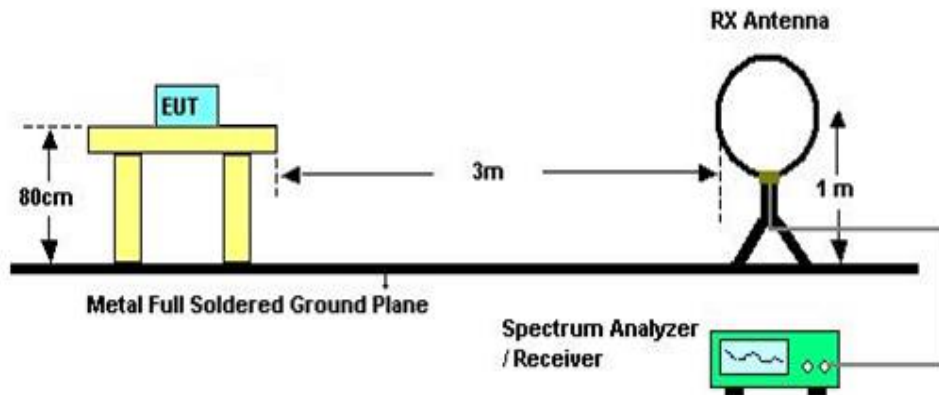 RX Antenna
EUT
3m
80cm
1 m
Metal Full Soldered Ground Plane
Spectrum Analyzer
/ Receiver